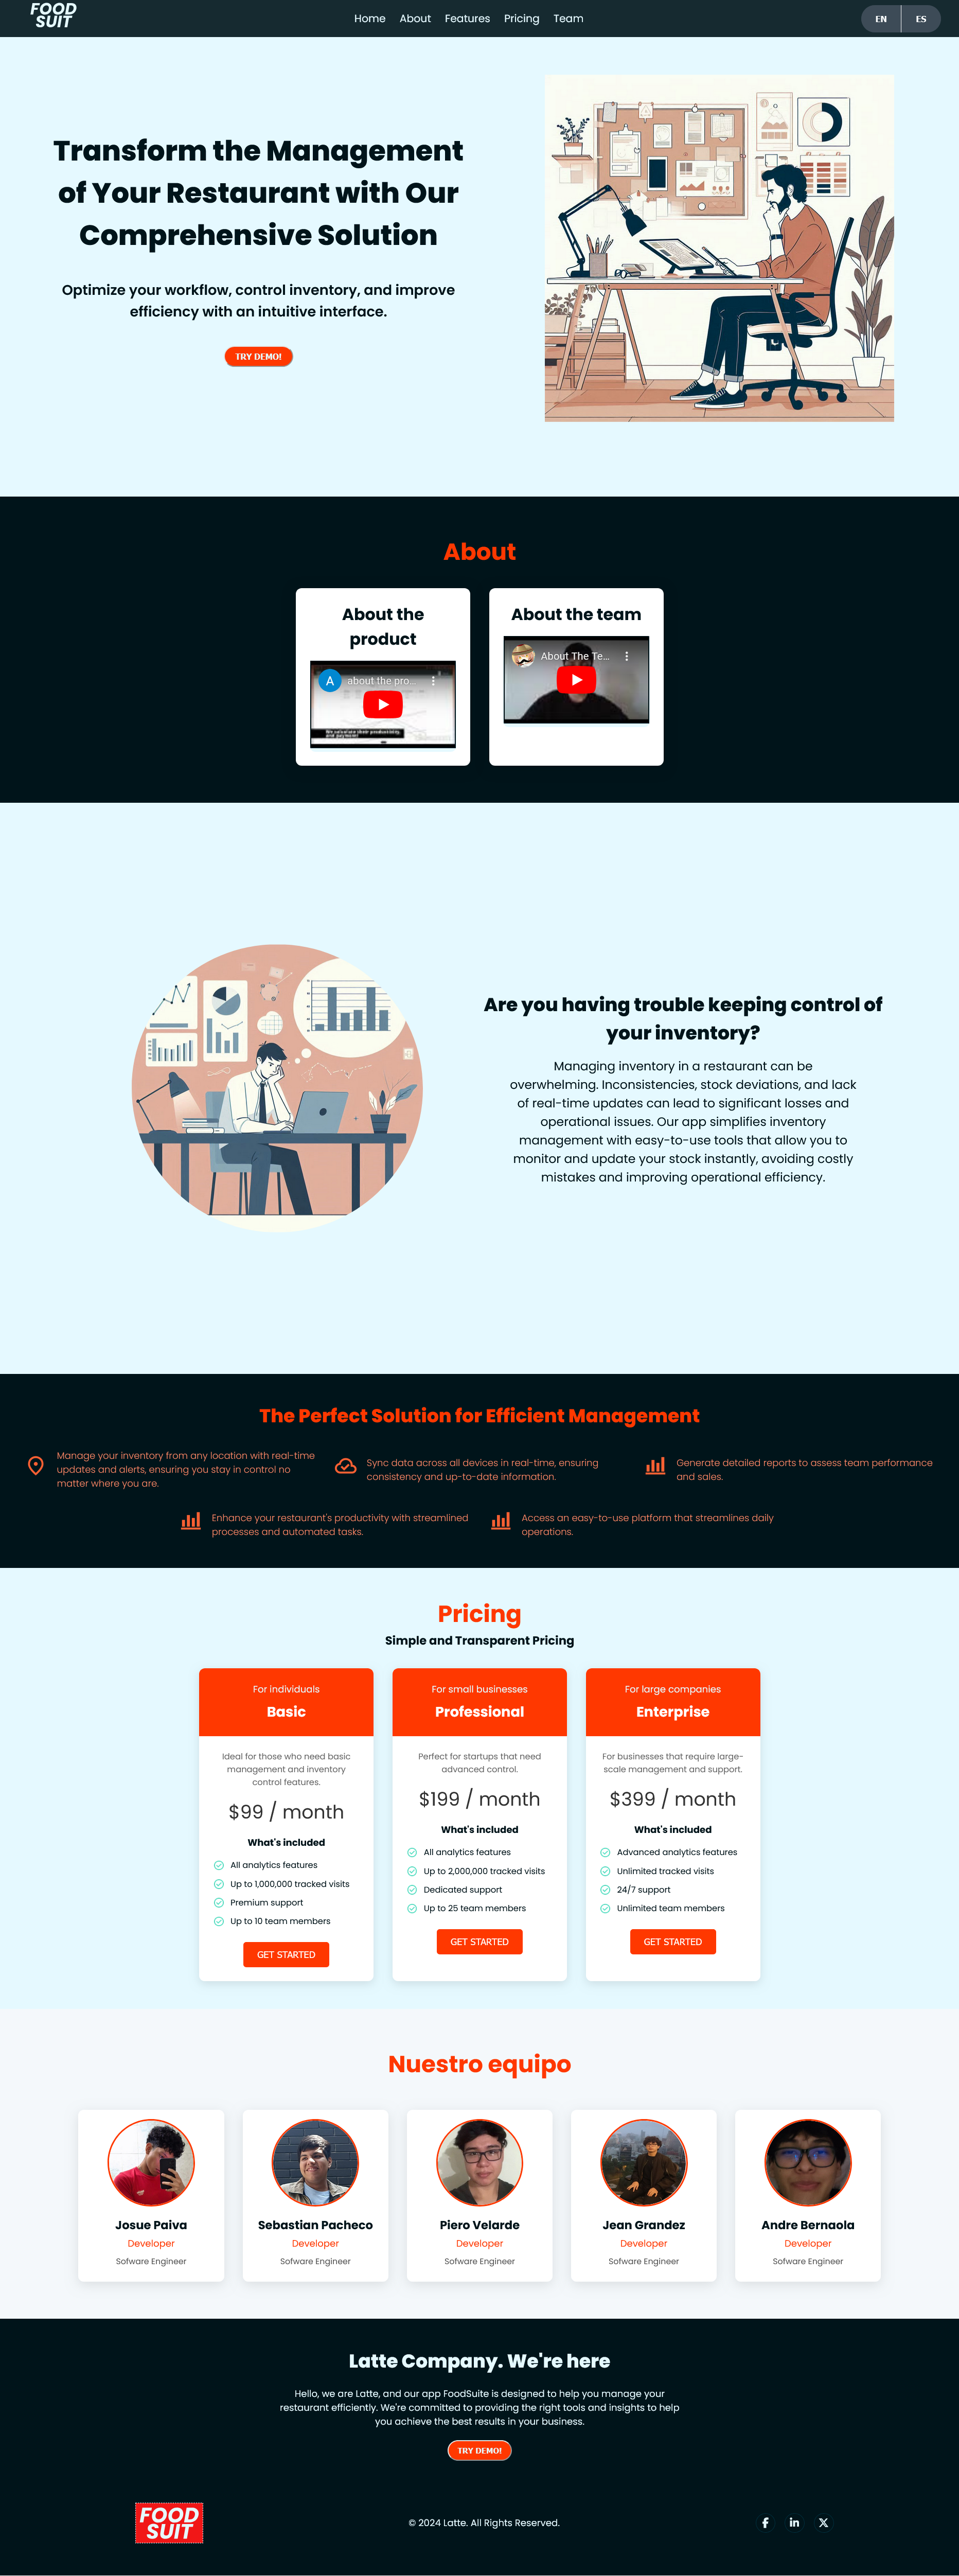 FOOD
SUIT
Home
About
Features
Pricing
Team
EN
ES
Transform the Management
of Your Restaurant with Our
Comprehensive Solution
Optimize your workflow, control inventory, and improve
efficiency with an intuitive interface.
TRY DEMO!
About
About the
product
A
about the pro...
We calculate their productivity,
and payment
About the team
About The Te...
Are you having trouble keeping control of
your inventory?
Managing inventory in a restaurant can be
overwhelming. Inconsistencies, stock deviations, and lack
of real-time updates can lead to significant losses and
operational issues. Our app simplifies inventory
management with easy-to-use tools that allow you to
monitor and update your stock instantly, avoiding costly
mistakes and improving operational efficiency.
The Perfect Solution for Efficient Management
Manage your inventory from any location with real-time
updates and alerts, ensuring you stay in control no
matter where you are.
Sync data across all devices in real-time, ensuring
consistency and up-to-date information.
Generate detailed reports to assess team performance
and sales.
Enhance your restaurant's productivity with streamlined
processes and automated tasks.
Access an easy-to-use platform that streamlines daily
operations.
Pricing
Simple and Transparent Pricing
For individuals
Basic
Ideal for those who need basic
management and inventory
control features.
$99 / month
What's included
All analytics features
Up to 1,000,000 tracked visits
Premium support
Up to 10 team members
GET STARTED
For small businesses
Professional
Perfect for startups that need
advanced control.
$199 / month
What's included
All analytics features
Up to 2,000,000 tracked visits
Dedicated support
Up to 25 team members
GET STARTED
For large companies
Enterprise
For businesses that require large-
scale management and support.
$399 / month
What's included
Advanced analytics features
Unlimited tracked visits
24/7 support
Unlimited team members
GET STARTED
Nuestro equipo
Josue Paiva
Developer
Sofware Engineer
Sebastian Pacheco
Developer
Sofware Engineer
Piero Velarde
Developer
Sofware Engineer
Jean Grandez
Developer
Sofware Engineer
Andre Bernaola
Developer
Sofware Engineer
Latte Company. We're here
Hello, we are Latte, and our app FoodSuite is designed to help you manage your
restaurant efficiently. We're committed to providing the right tools and insights to help
you achieve the best results in your business.
TRY DEMO!
FOOD
SUIT
© 2024 Latte. All Rights Reserved.